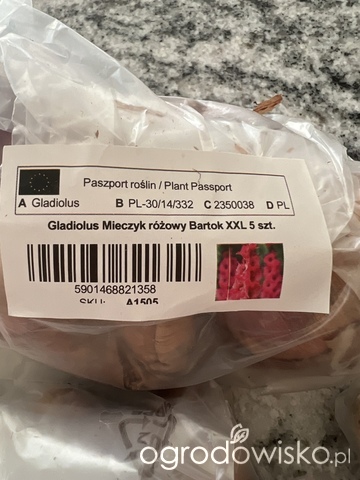 Paszport roślin / Plant Passport
A Gladiolus B PL-30/14/332 C 2350038 D PL
Gladiolus Mieczyk różowy Bartok XXL 5 szt.
5901468821358
SKU: A1505
ogrodowisko.pl